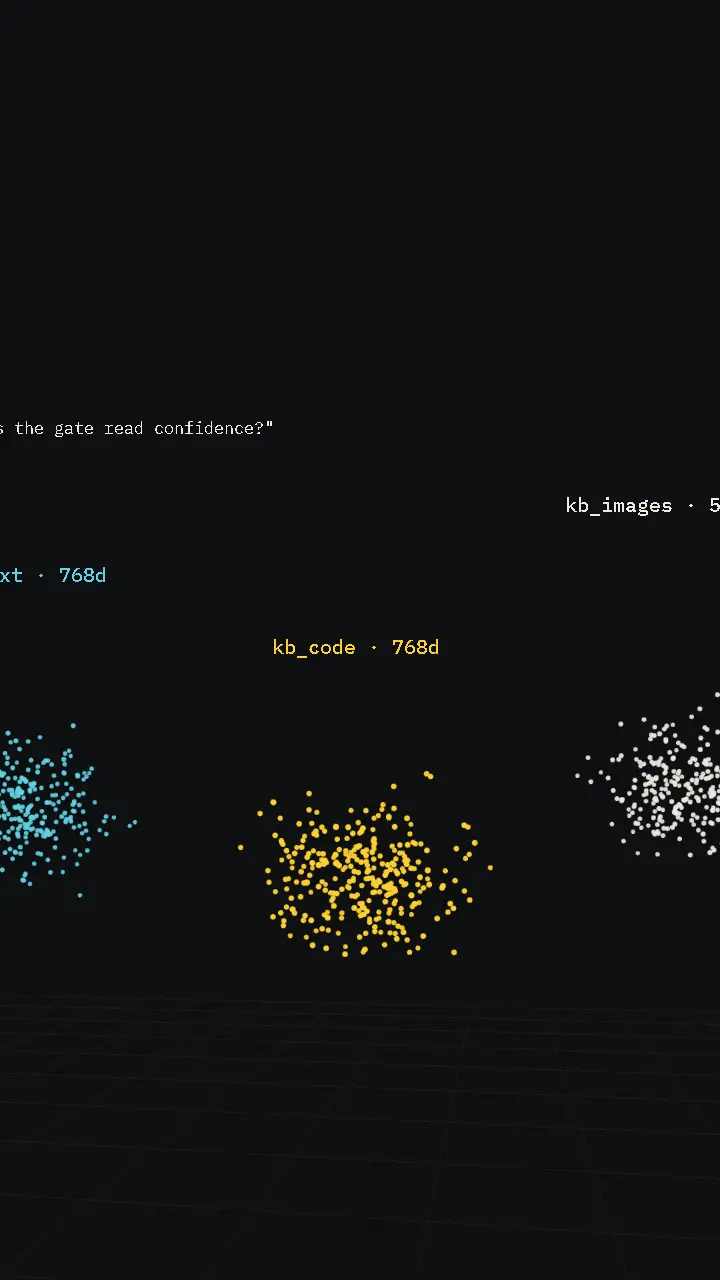 s the gate read confidence?"
kb_images · 5
xt · 768d
kb_code · 768d